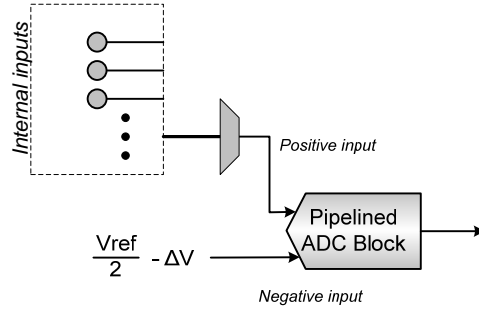 Internal inputs
Positive input
Pipelined
ADC Block
Vref
2
- ΔV
Negative input